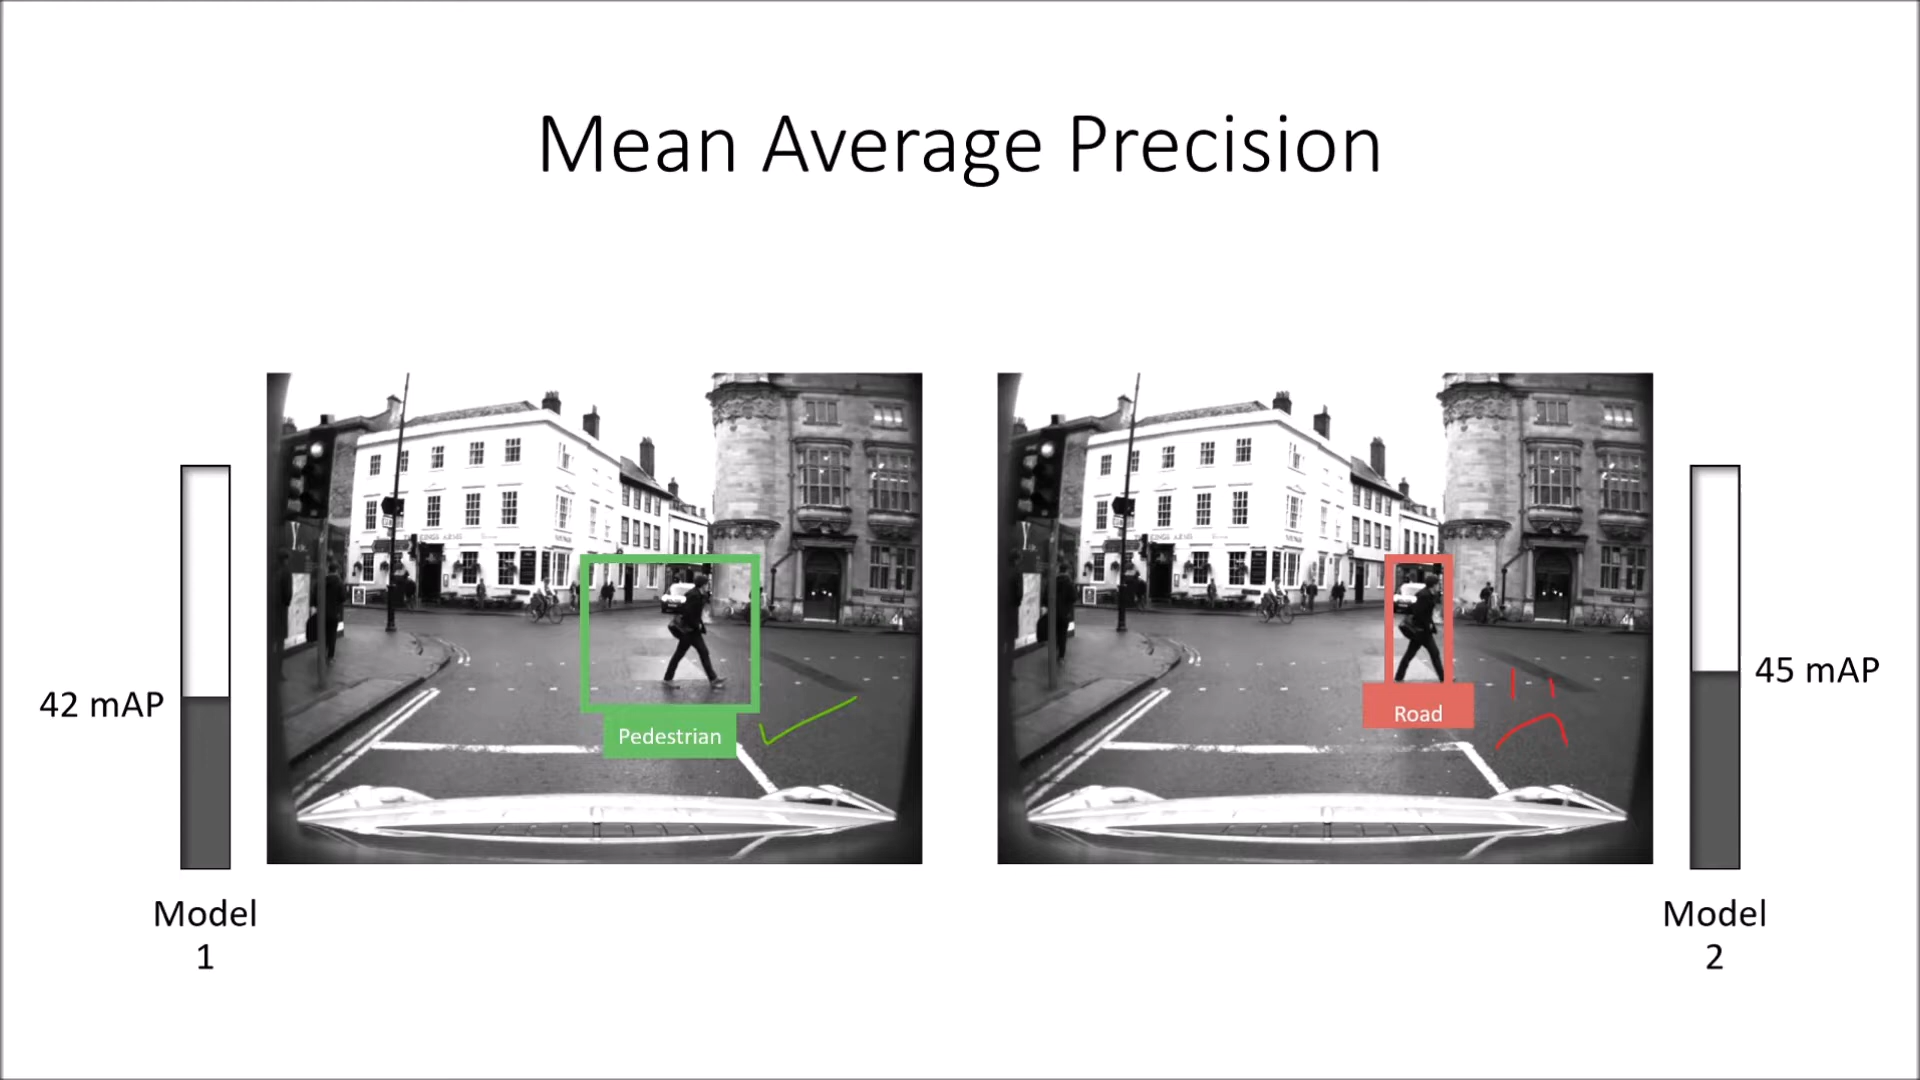 Mean Average Precision
42 mAP
Pedestrian
Road
45 mAP
Model
1
Model
2